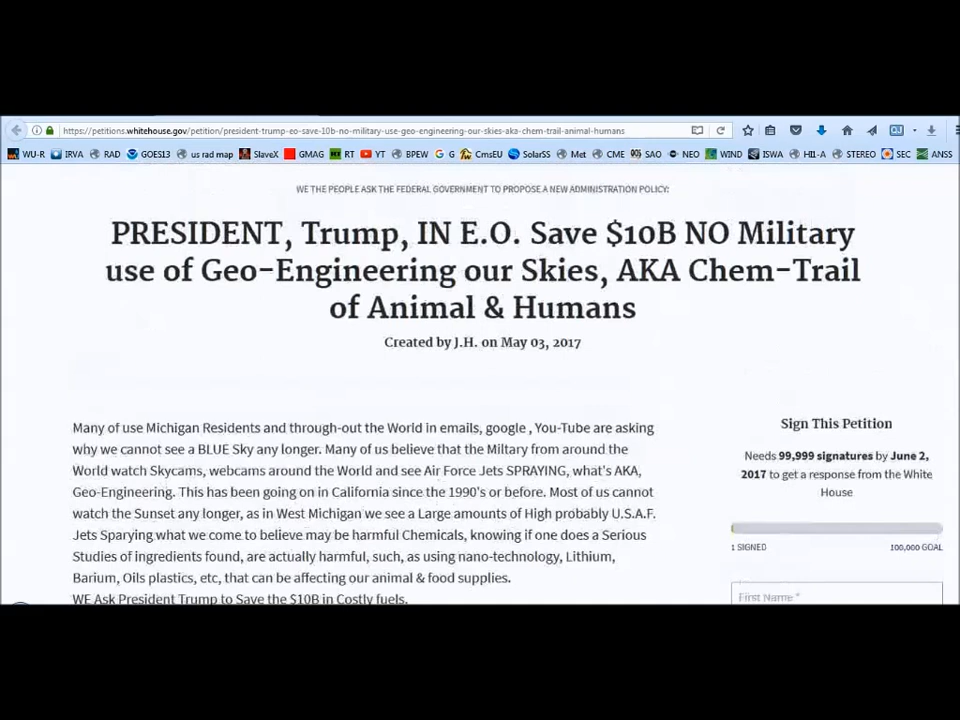 https://petitions.whitehouse.gov/petition/president-trump-eo-save-10b-no-military-use-geo-engineering-our-skies-aka-chem-trail-animal-humans
WU-R IRVA RAD GOES13 us rad map SlaveX GMAG RT YT BPEW G CmsEU SolarSS Met CME SAO NEO WIND ISWA HI1-A STEREO SEC ANSS
WE THE PEOPLE ASK THE FEDERAL GOVERNMENT TO PROPOSE A NEW ADMINISTRATION POLICY:
PRESIDENT, Trump, IN E.O. Save $10B NO Military
use of Geo-Engineering our Skies, AKA Chem-Trail
of Animal & Humans
Created by J.H. on May 03, 2017
Many of use Michigan Residents and through-out the World in emails, google , You-Tube are asking
why we cannot see a BLUE Sky any longer. Many of us believe that the Miltary from around the
World watch Skycams, webcams around the World and see Air Force Jets SPRAYING, what's AKA,
Geo-Engineering. This has been going on in California since the 1990's or before. Most of us cannot
watch the Sunset any longer, as in West Michigan we see a Large amounts of High probably U.S.A.F.
Jets Sparying what we come to believe may be harmful Chemicals, knowing if one does a Serious
Studies of ingredients found, are actually harmful, such, as using nano-technology, Lithium,
Barium, Oils plastics, etc, that can be affecting our animal & food supplies.
WE Ask President Trump to Save the $10B in Costly fuels.
Sign This Petition
Needs 99,999 signatures by June 2,
2017 to get a response from the White
House
1 SIGNED 100,000 GOAL
First Name *